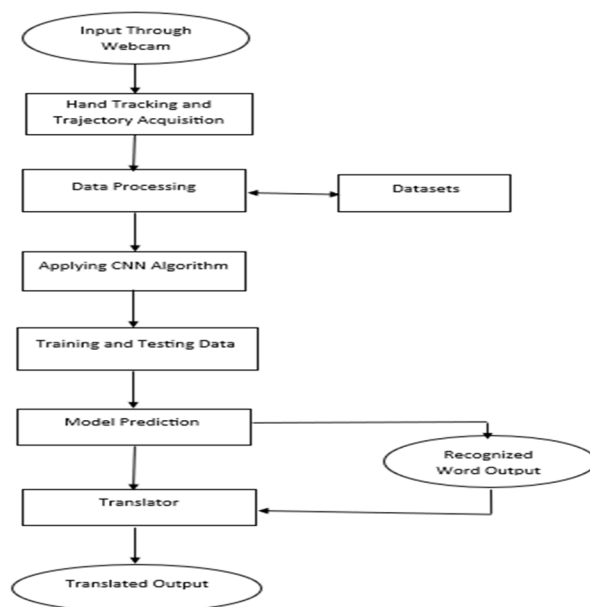 Input Through
Webcam
Hand Tracking and
Trajectory Acquisition
Data Processing
Datasets
Applying CNN Algorithm
Training and Testing Data
Model Prediction
Recognized
Word Output
Translator
Translated Output